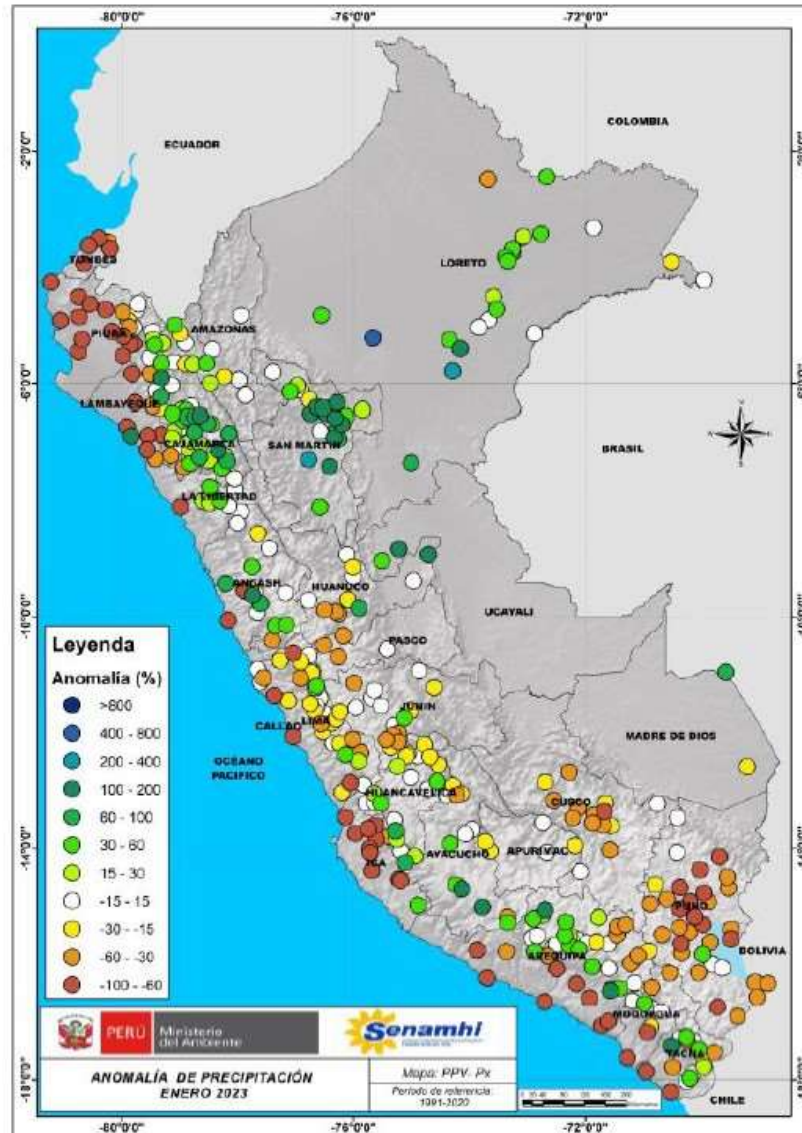 -80°0'0"
-76°0'0"
-72°0'0"
COLOMBIA
ECUADOR
-2°0'0"
TUMBES
LORETO
PIURA
AMAZONAS
-6°0'0"
LAMBAYEQUE
CAJAMARCA
SAN MARTIN
BRASIL
LA LIBERTAD
ANCASH
HUANUCO
UCAYALI
-10°0'0"
PASCO
Leyenda
Anomalía (%)
>800
400 - 800
200 - 400
100 - 200
60 - 100
30 - 60
15 - 30
-15 - 15
-30 - -15
-60 - -30
-100 - -60
JUNIN
LIMA
CALLAO
MADRE DE DIOS
OCÉANO
PACIFICO
HUANCAVELICA
CUSCO
-14°0'0"
AYACUCHO
APURIMAC
ICA
PUNO
BOLIVIA
AREQUIPA
MOQUEGUA
TACNA
CHILE
PERÚ
Ministerio
del Ambiente
Senamhi
ANOMALÍA DE PRECIPITACIÓN
ENERO 2023
Mapa: PPV- Px
Periodo de referencia:
1991-2020
-18°0'0"
-80°0'0"
-76°0'0"
-72°0'0"